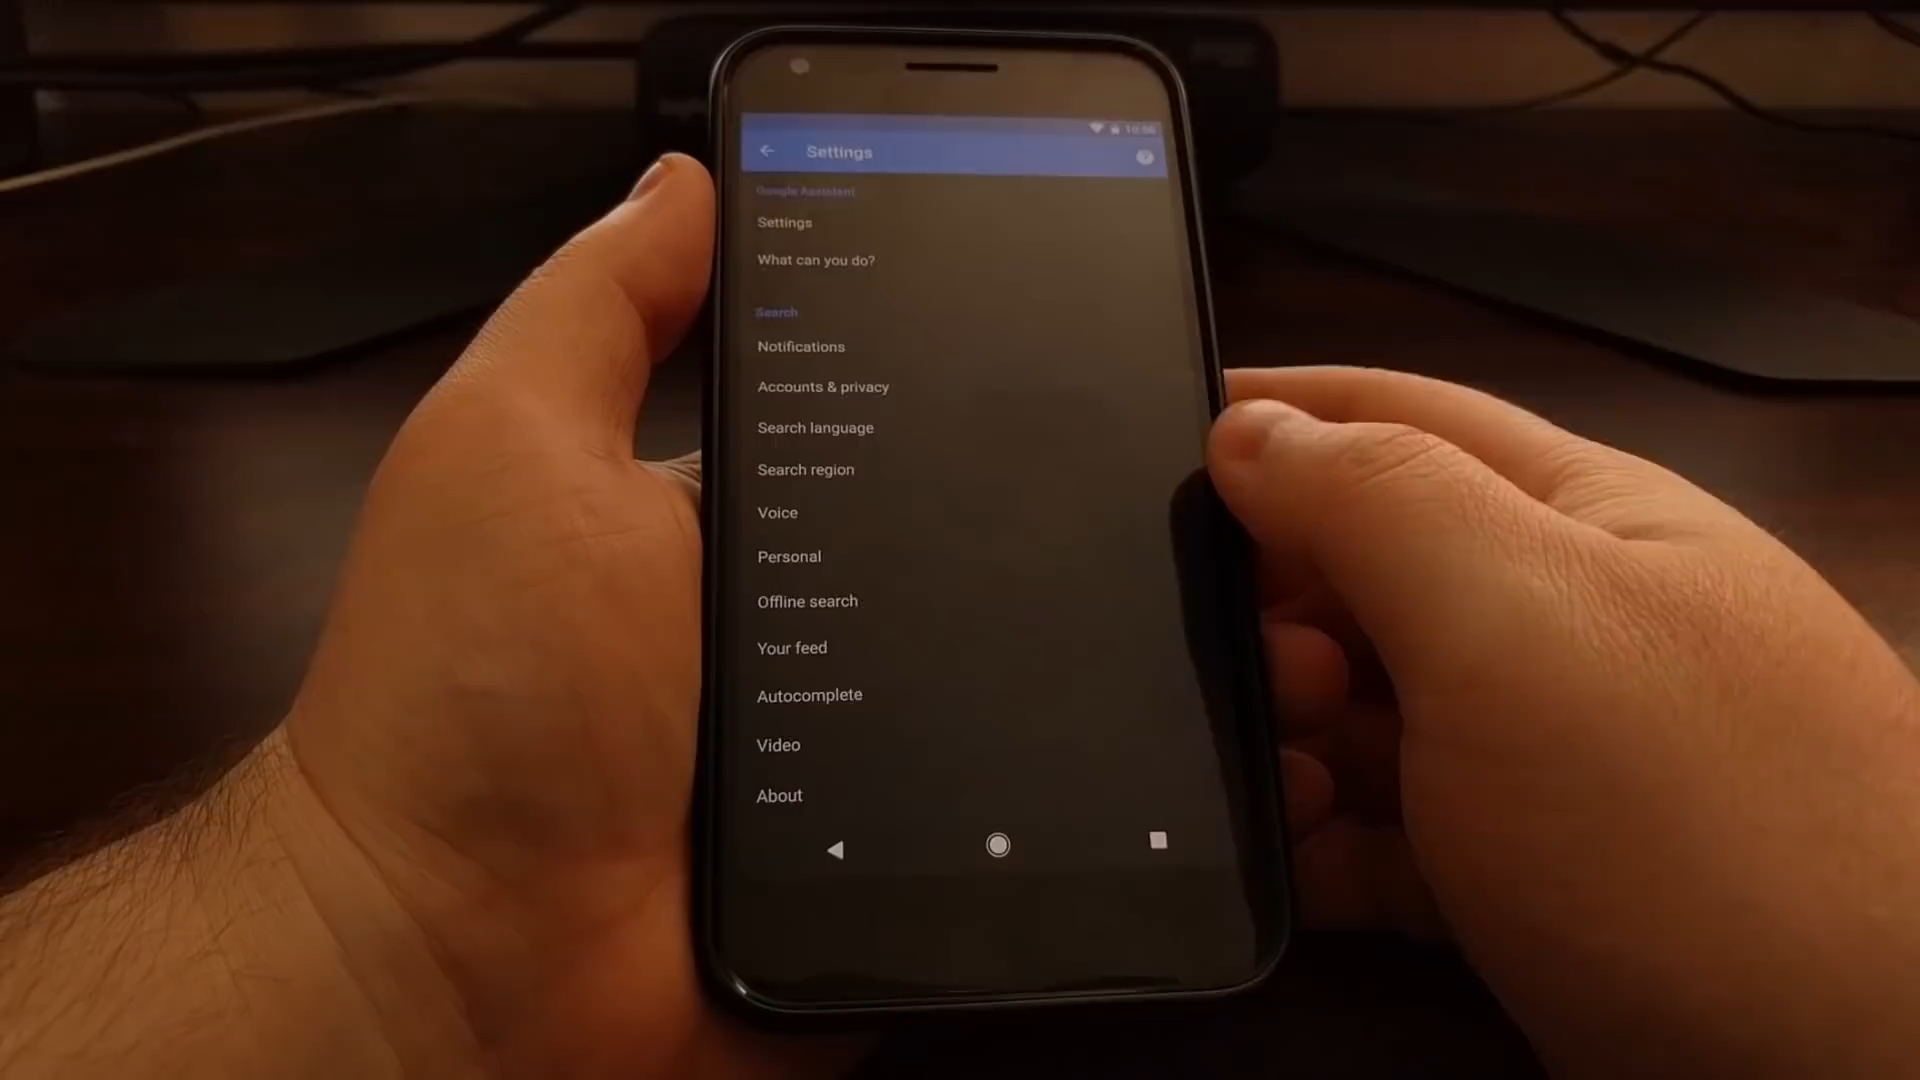 Settings
Google Assistant
Settings
What can you do?
Search
Notifications
Accounts & privacy
Search language
Search region
Voice
Personal
Offline search
Your feed
Autocomplete
Video
About